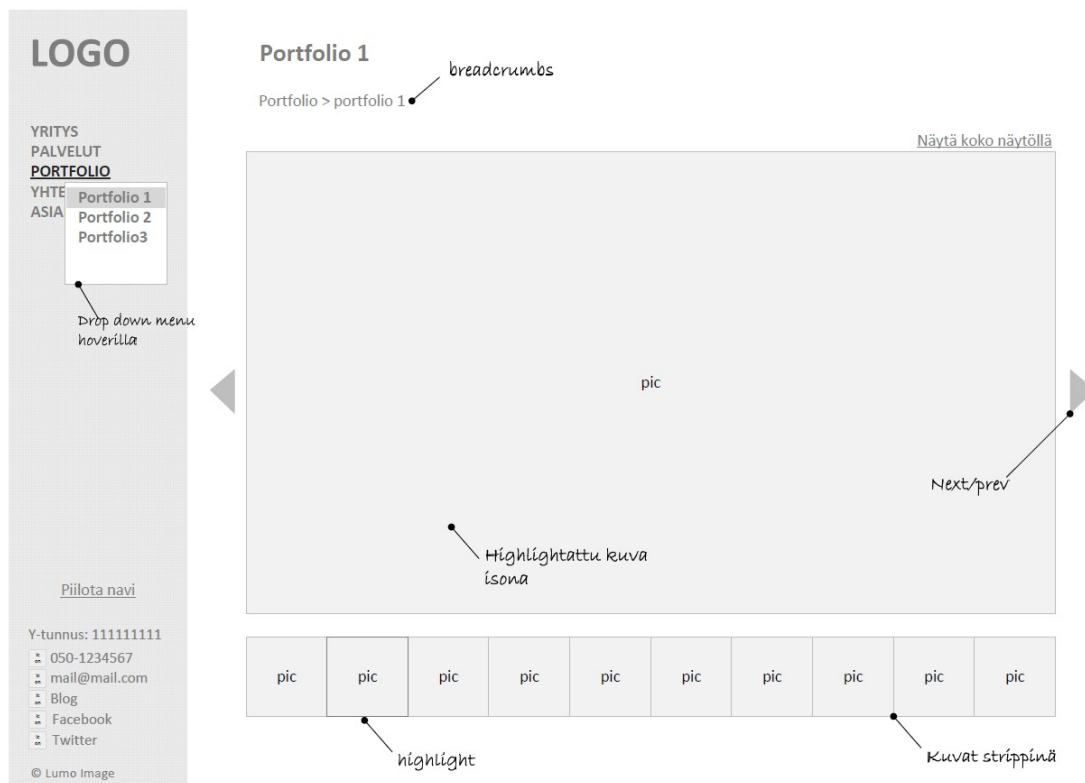 LOGO
YRITYS
PALVELUT
PORTFOLIO
YHTE
ASIA
Portfolio 1
Portfolio 2
Portfolio3
Drop down menu
hoverilla
Piilota navi
Y-tunnus: 111111111
050-1234567
mail@mail.com
Blog
Facebook
Twitter
© Lumo Image
Portfolio 1
breadcrumbs
Portfolio > portfolio 1
Näytä koko näytöllä
pic
Next/prev
Highlightattu kuva
isona
pic pic pic pic pic pic pic pic pic pic
highlight
Kuvat strippinä